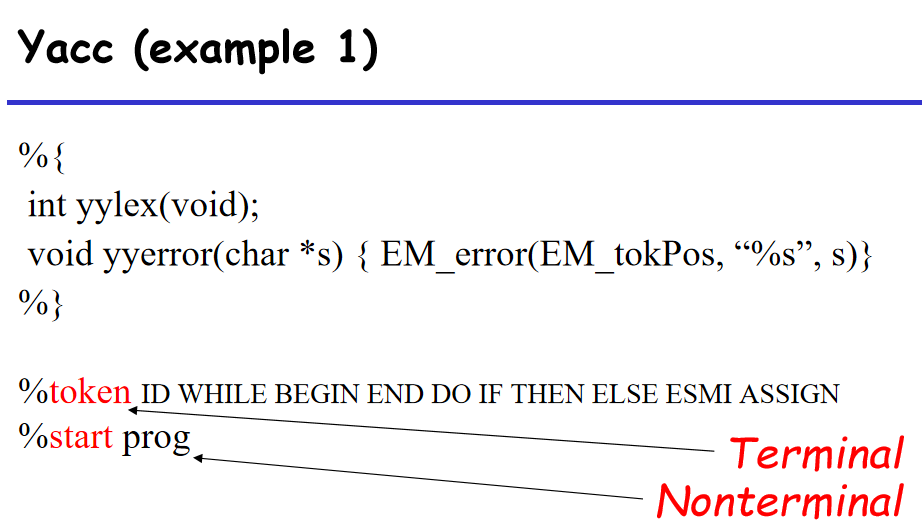 Yacc (example 1)
%{
int yylex(void);
void yyerror(char *s) { EM_error(EM_tokPos, “%s”, s)}
%}
%token ID WHILE BEGIN END DO IF THEN ELSE ESMI ASSIGN
%start prog
Terminal
Nonterminal